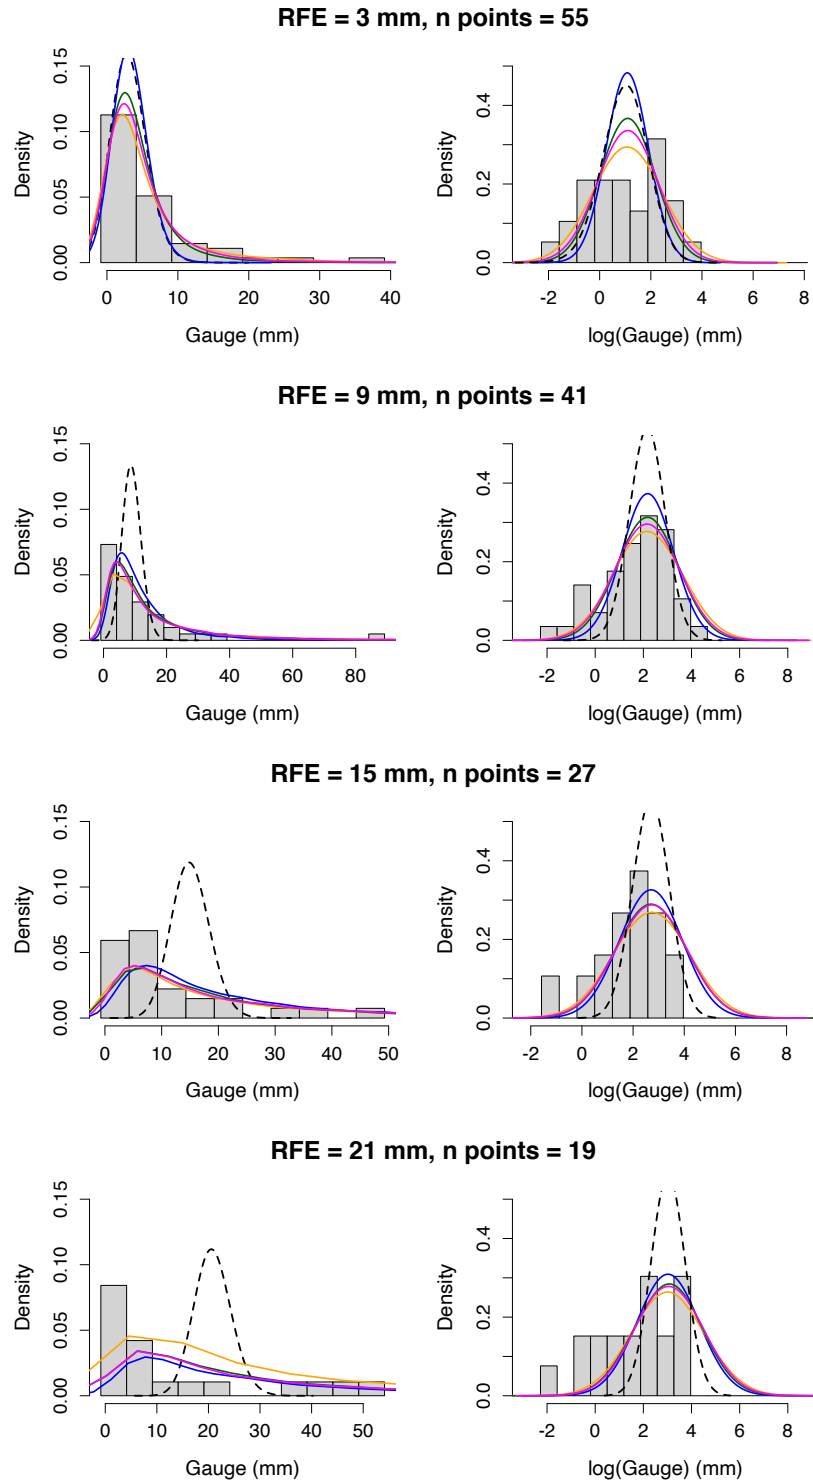 RFE = 3 mm, n points = 55
Density
0.00 0.05 0.10 0.15
0 10 20 30 40
Gauge (mm)
Density
0.0 0.2 0.4
-2 0 2 4 6 8
log(Gauge) (mm)
RFE = 9 mm, n points = 41
Density
0.00 0.05 0.10 0.15
0 20 40 60 80
Gauge (mm)
Density
0.0 0.2 0.4
-2 0 2 4 6 8
log(Gauge) (mm)
RFE = 15 mm, n points = 27
Density
0.00 0.05 0.10 0.15
0 10 20 30 40 50
Gauge (mm)
Density
0.0 0.2 0.4
-2 0 2 4 6 8
log(Gauge) (mm)
RFE = 21 mm, n points = 19
Density
0.00 0.05 0.10 0.15
0 10 20 30 40 50
Gauge (mm)
Density
0.0 0.2 0.4
-2 0 2 4 6 8
log(Gauge) (mm)